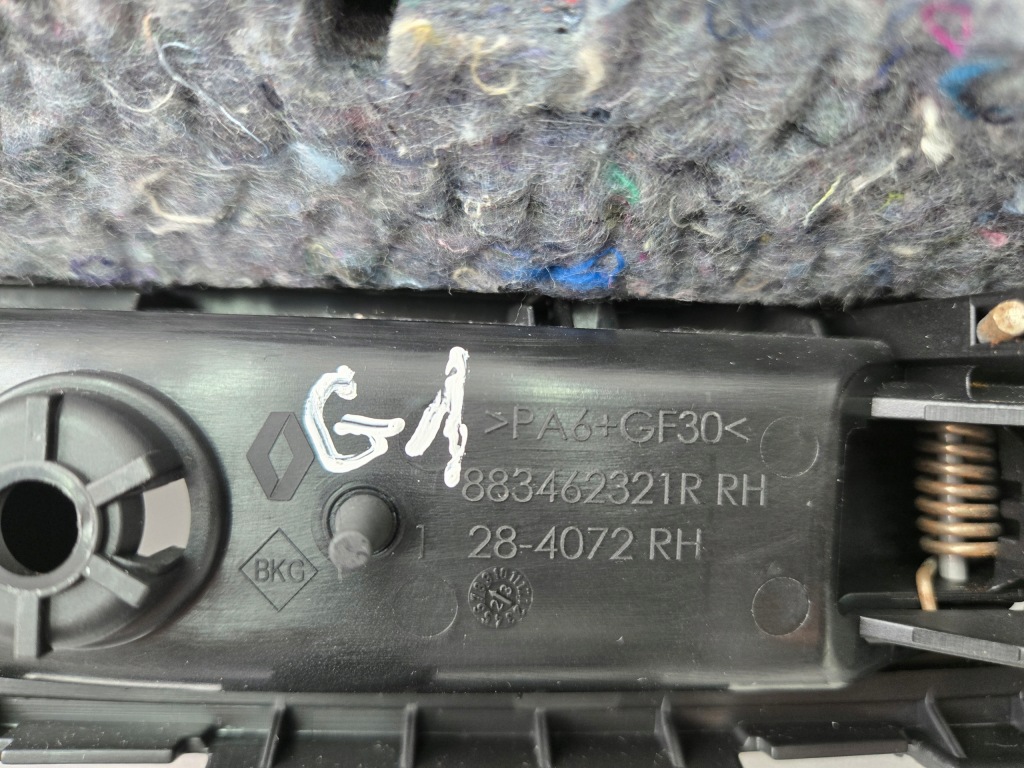 G1
>PA6+GF30<
883462321R RH
1 28-4072 RH
BKG